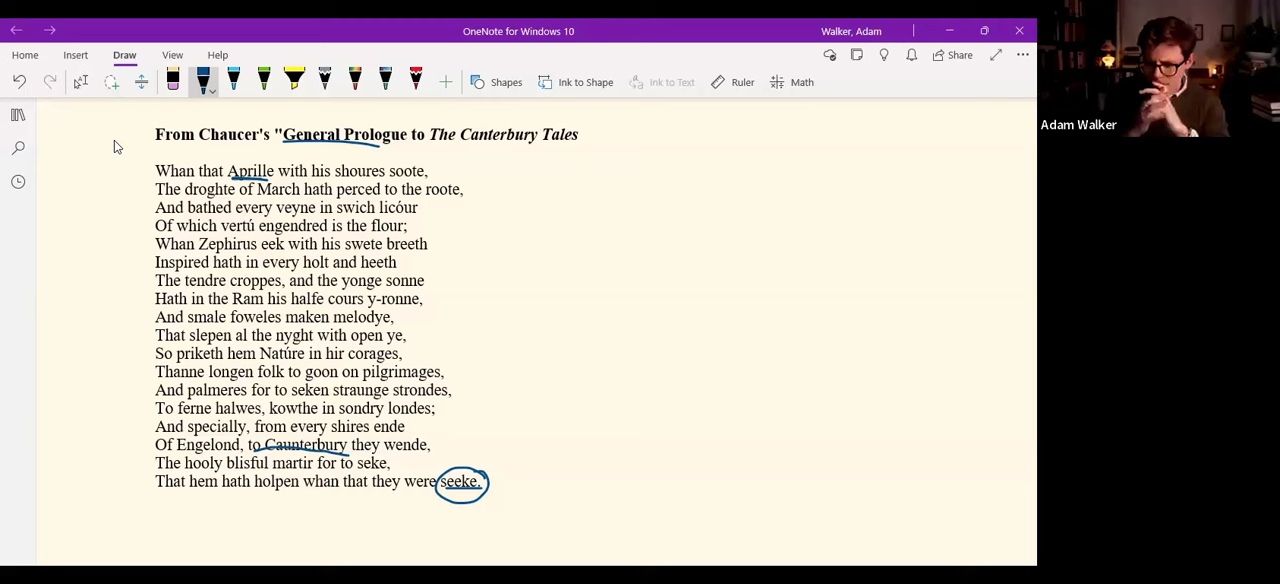 OneNote for Windows 10
Walker, Adam
Home Insert Draw View Help
Share
Shapes Ink to Shape Ink to Text Ruler Math
Adam Walker
From Chaucer's "General Prologue to The Canterbury Tales
Whan that Aprille with his shoures soote,
The droghte of March hath perced to the roote,
And bathed every veyne in swich licóur
Of which vertú engendred is the flour;
Whan Zephirus eek with his swete breeth
Inspired hath in every holt and heeth
The tendre croppes, and the yonge sonne
Hath in the Ram his halfe cours y-ronne,
And smale foweles maken melodye,
That slepen al the nyght with open ye,
So priketh hem Natúre in hir corages,
Thanne longen folk to goon on pilgrimages,
And palmeres for to seken straunge strondes,
To ferne halwes, kowthe in sondry londes;
And specially, from every shires ende
Of Engelond, to Caunterbury they wende,
The hooly blisful martir for to seke,
That hem hath holpen whan that they were seeke.